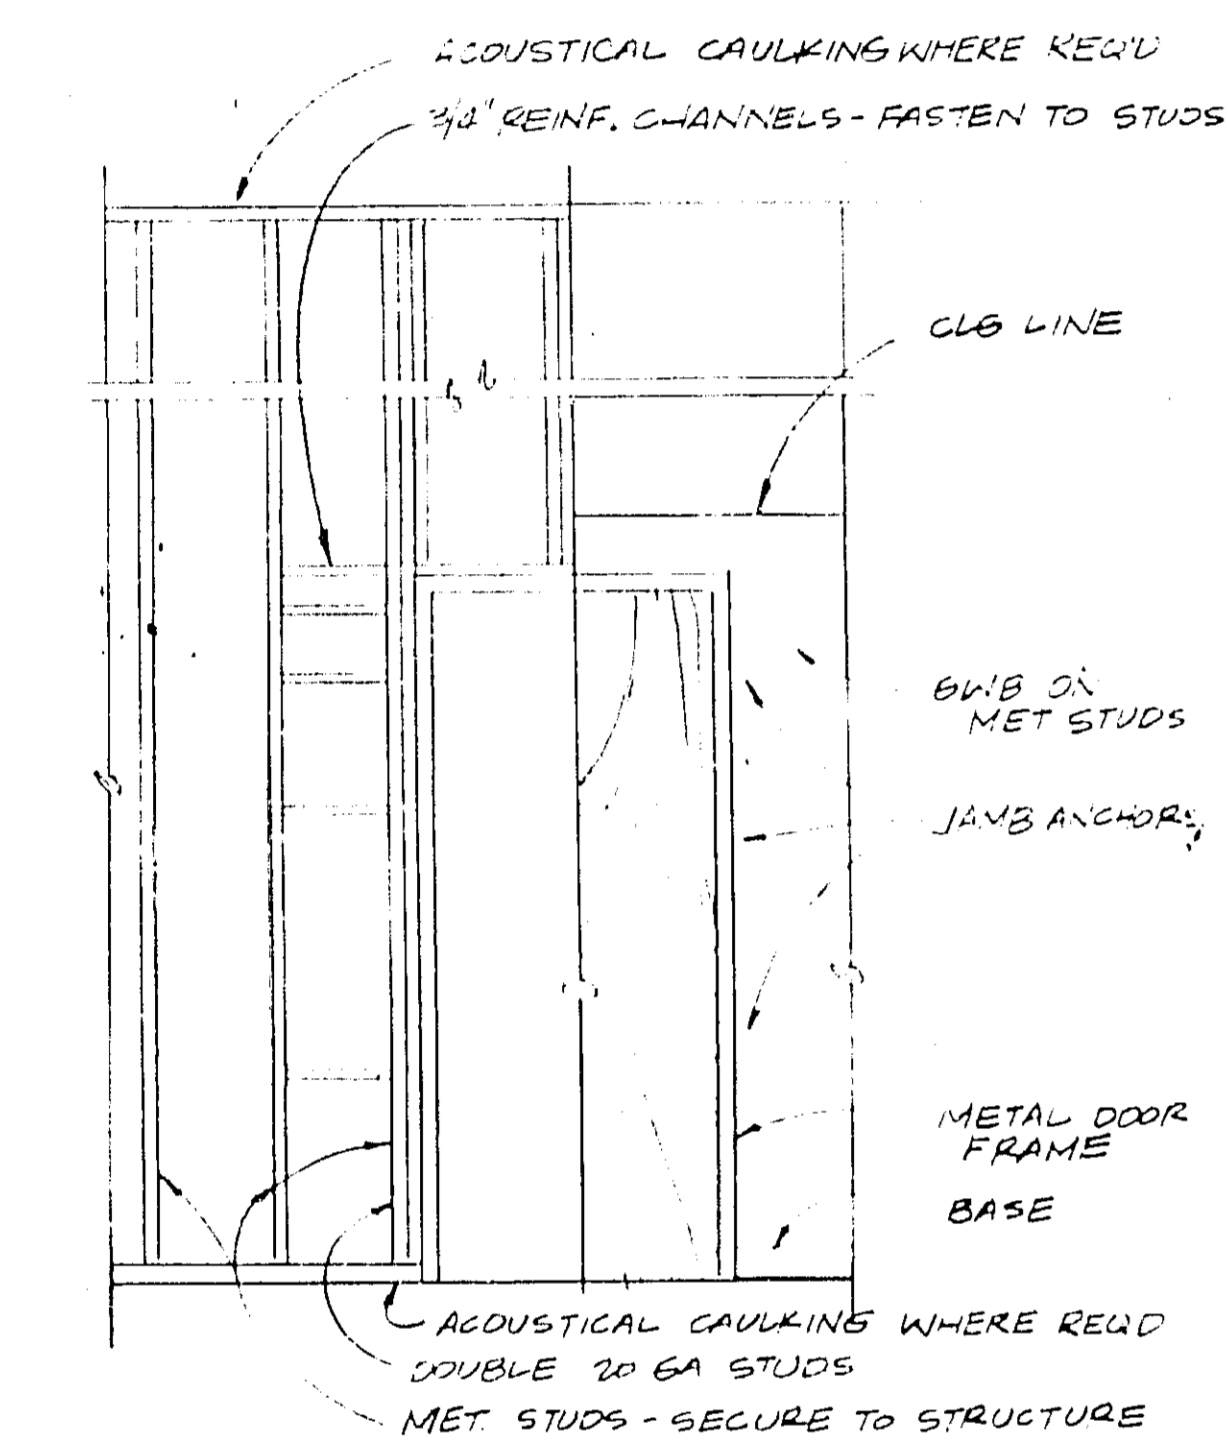 ACOUSTICAL CAULKING WHERE REQ'D
3/4" REINF. CHANNELS - FASTEN TO STUDS
CLG LINE
GWB ON
MET STUDS
JAMB ANCHORS
METAL DOOR
FRAME
BASE
ACOUSTICAL CAULKING WHERE REQD
DOUBLE 20 GA STUDS
MET. STUDS - SECURE TO STRUCTURE